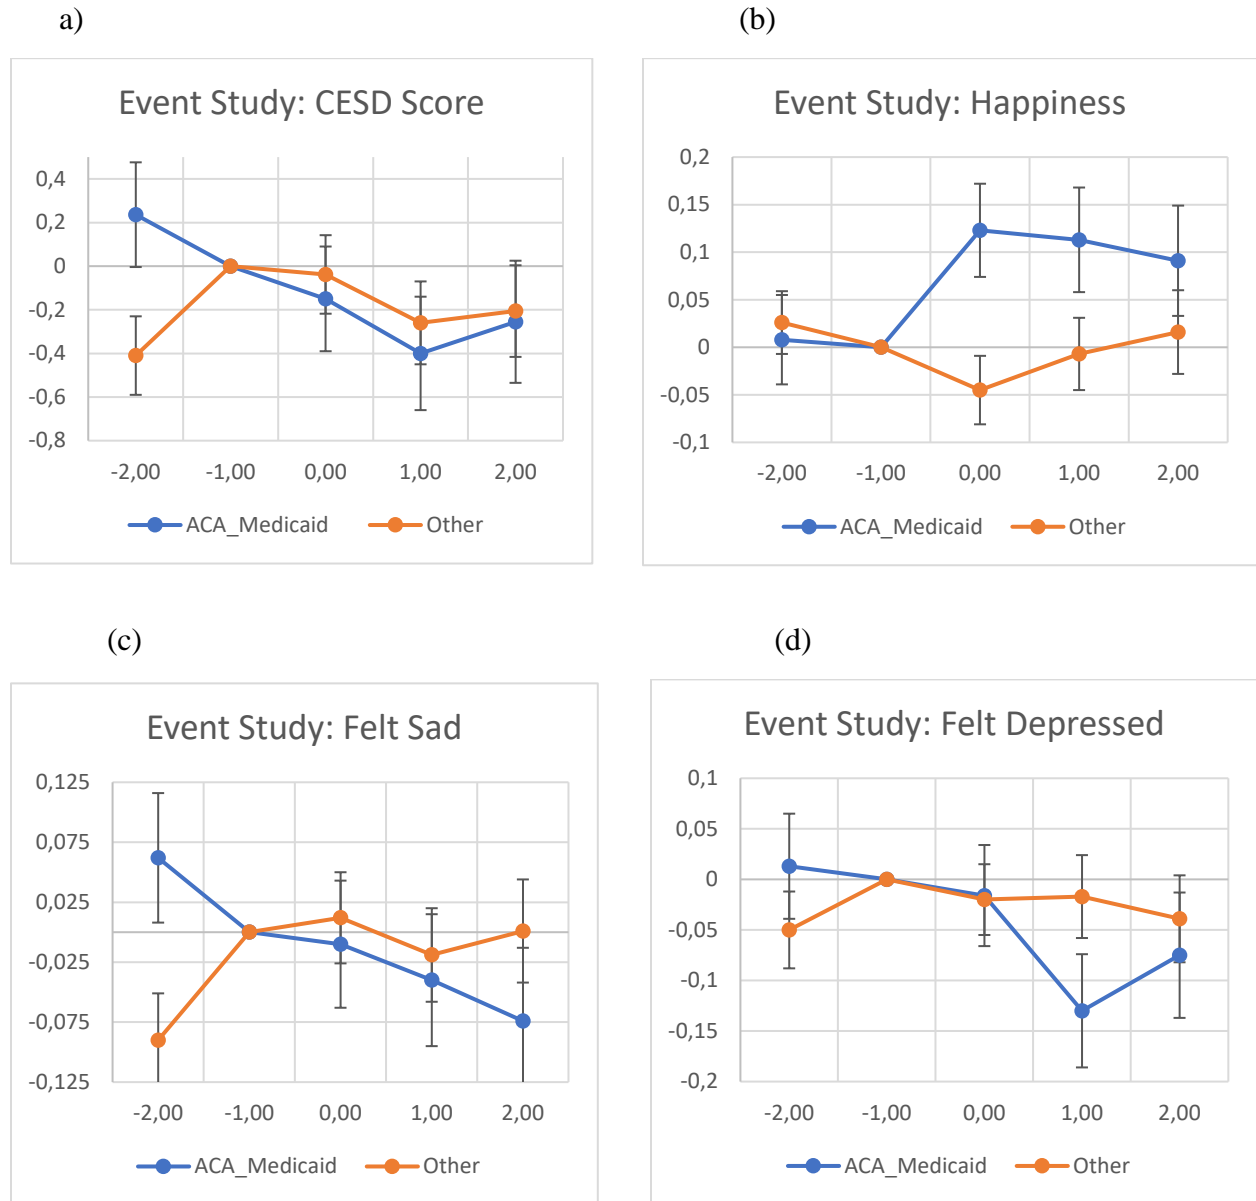 a)
(b)
Event Study: CESD Score
0,4
0,2
0
-0,2
-0,4
-0,6
-0,8
-2,00 -1,00 0,00 1,00 2,00
ACA_Medicaid Other
Event Study: Happiness
0,2
0,15
0,1
0,05
0
-0,05
-0,1
-2,00 -1,00 0,00 1,00 2,00
ACA_Medicaid Other
(c)
(d)
Event Study: Felt Sad
0,125
0,075
0,025
-0,025
-0,075
-0,125
-2,00 -1,00 0,00 1,00 2,00
ACA_Medicaid Other
Event Study: Felt Depressed
0,1
0,05
0
-0,05
-0,1
-0,15
-0,2
-2,00 -1,00 0,00 1,00 2,00
ACA_Medicaid Other